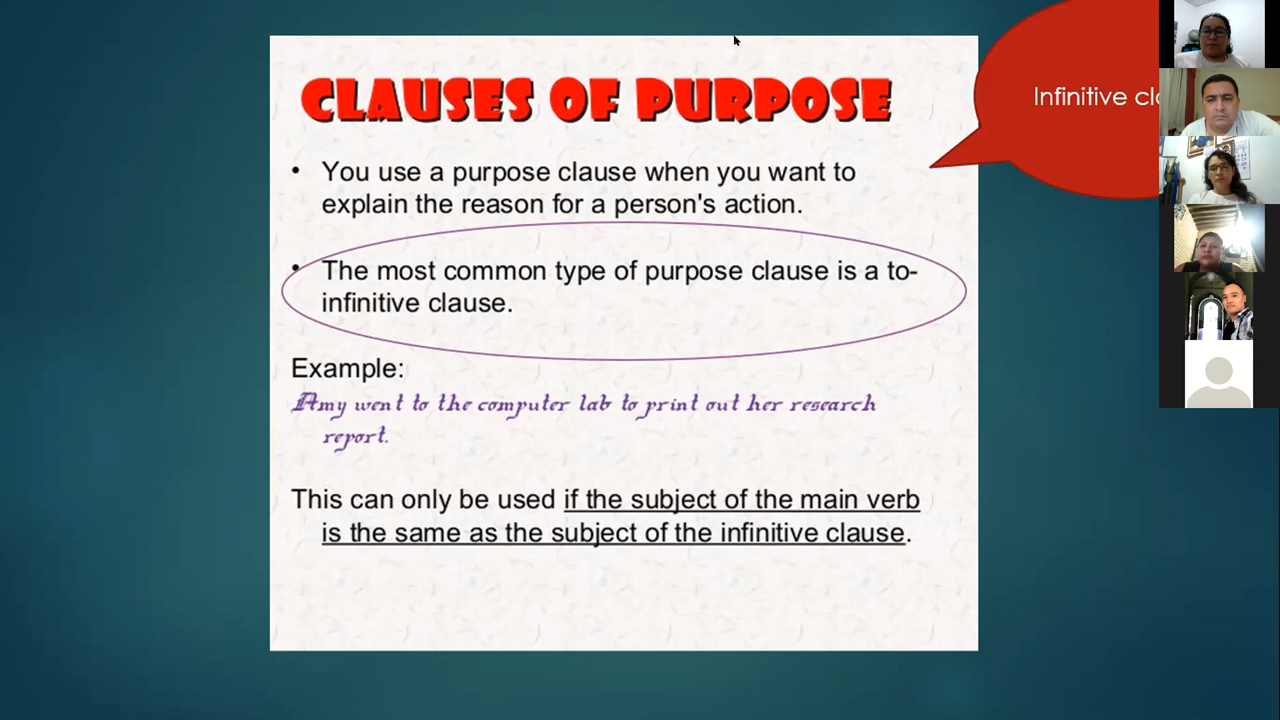 CLAUSES OF PURPOSE
Infinitive
• You use a purpose clause when you want to
explain the reason for a person's action.
• The most common type of purpose clause is a to-
infinitive clause.
Example:
Amy went to the computer lab to print out her research
report.
This can only be used if the subject of the main verb
is the same as the subject of the infinitive clause.